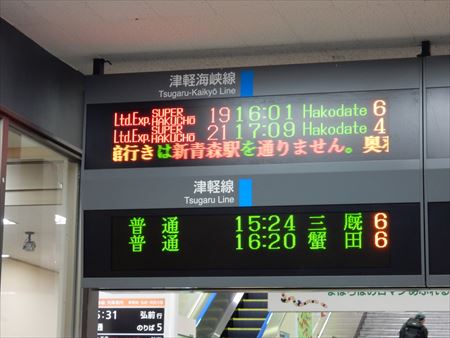 津軽海峡線
Tsugaru-Kaikyō Line
Ltd.Exp. SUPER HAKUCHO 19 16:01 Hakodate 6
Ltd.Exp. SUPER HAKUCHO 21 17:09 Hakodate 4
行きは新青森駅を通りません。奥
津軽線
Tsugaru Line
普通 15:24 三厩 6
普通 16:20 蟹田 6
:31 弘前行
のりば5